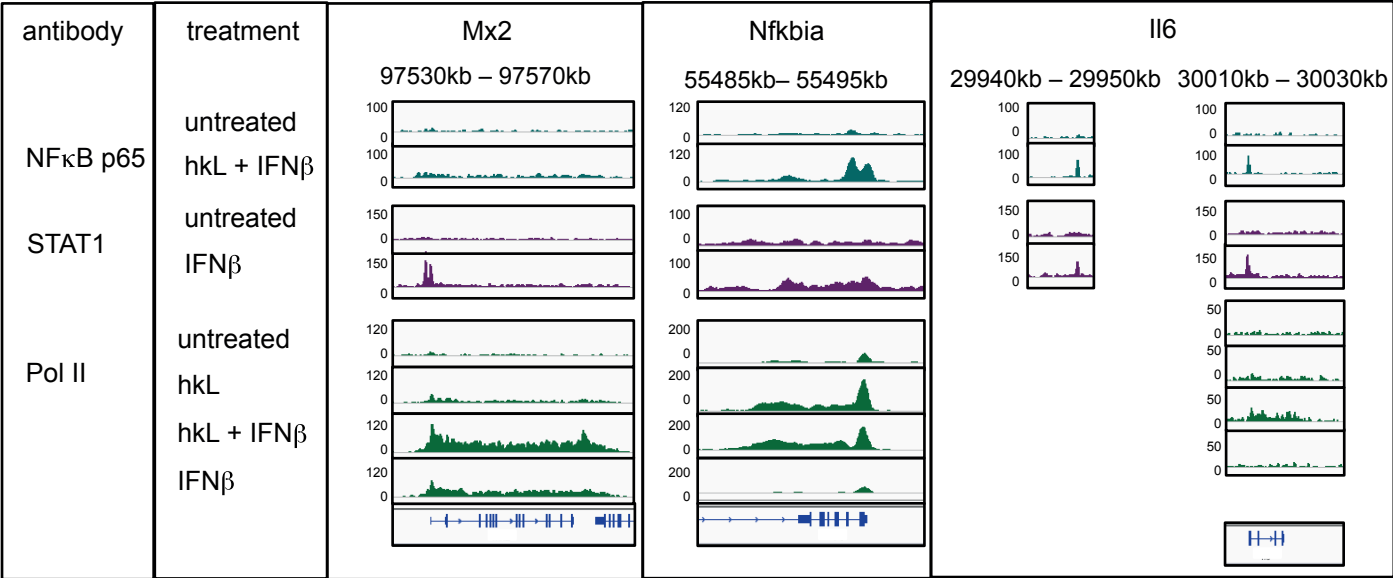 antibody treatment Mx2 Nfkbia Il6
97530kb – 97570kb 55485kb– 55495kb 29940kb – 29950kb 30010kb – 30030kb
NFκB p65
untreated 100 0 120 0 100 0 100 0
hkL + IFNβ 100 0 120 0 100 0 100 0
STAT1
untreated 150 0 100 0 150 0 150 0
IFNβ 150 0 100 0 150 0 150 0
Pol II
untreated 120 0 200 0 50 0
hkL 120 0 200 0 50 0
hkL + IFNβ 120 0 200 0 50 0
IFNβ 120 0 200 0 50 0